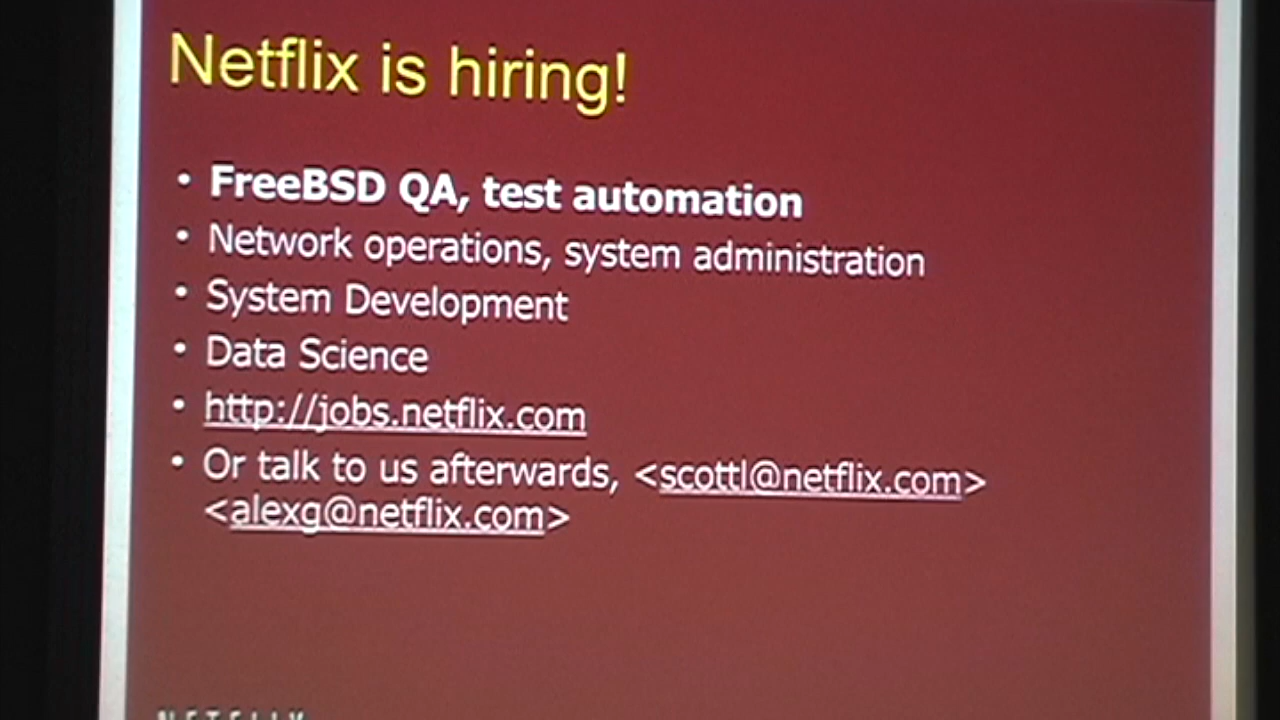 Netflix is hiring!
• FreeBSD QA, test automation
• Network operations, system administration
• System Development
• Data Science
• http://jobs.netflix.com
• Or talk to us afterwards, <scottl@netflix.com>
<alexg@netflix.com>
NETFLIX